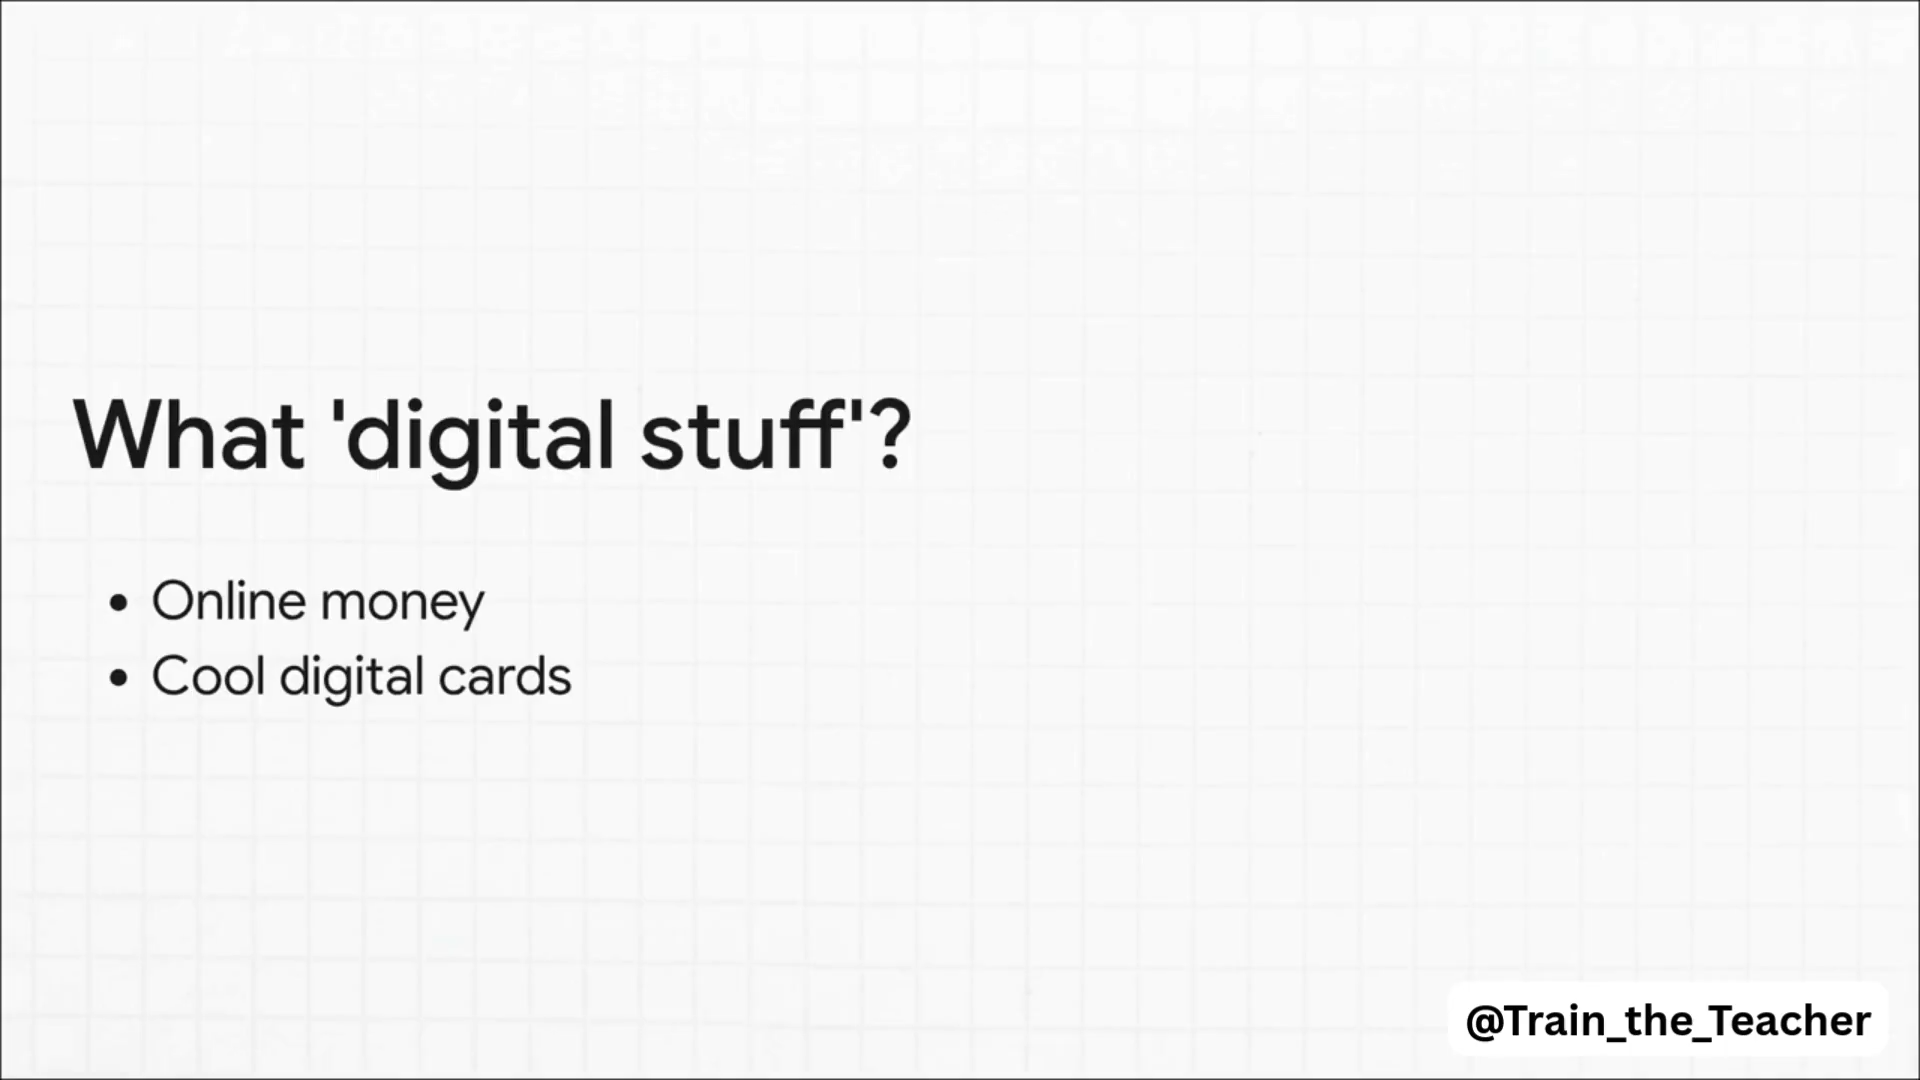 What 'digital stuff'?
• Online money
• Cool digital cards
@Train_the_Teacher